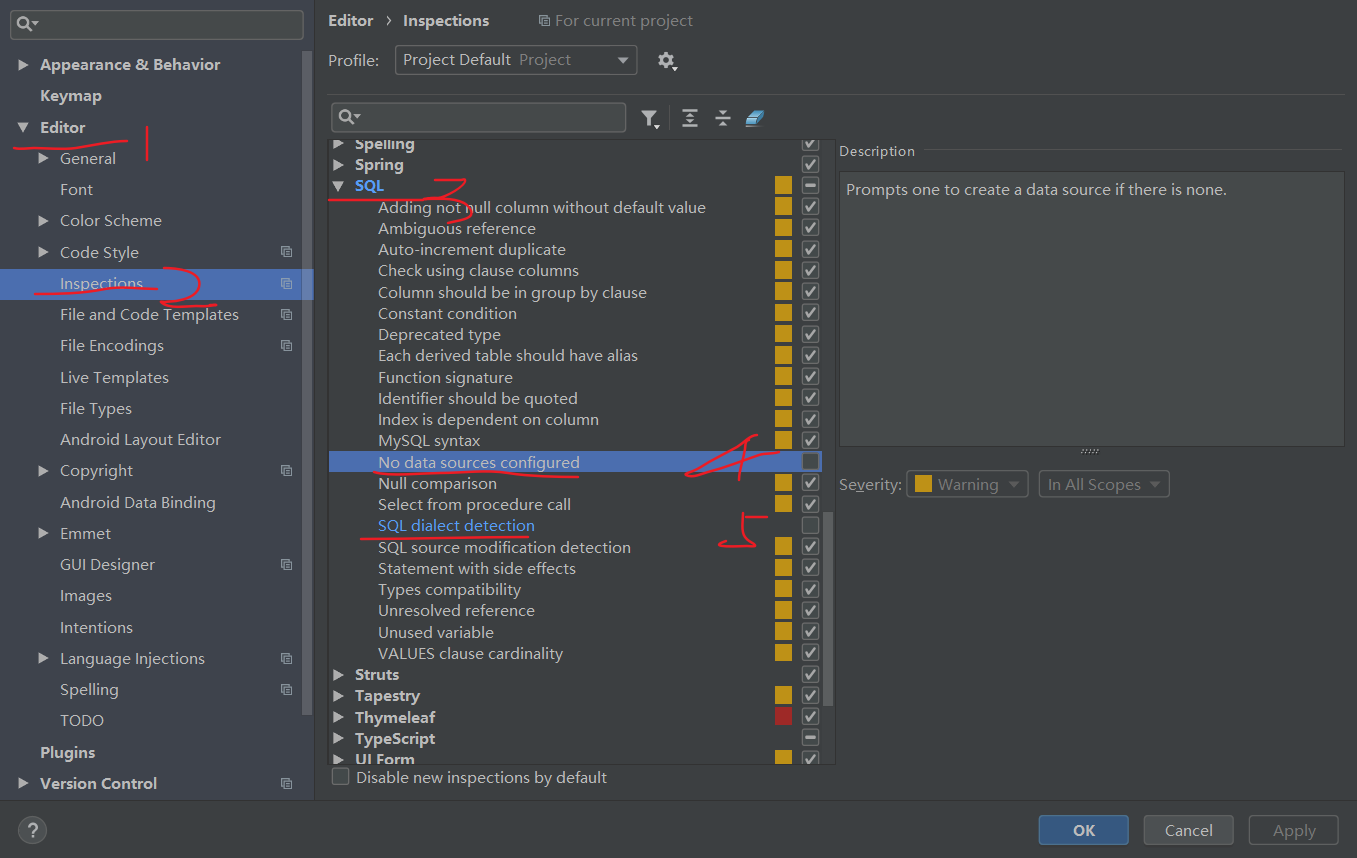 Appearance & Behavior
Keymap
Editor
1
General
Font
Color Scheme
Code Style
Inspections
2
File and Code Templates
File Encodings
Live Templates
File Types
Android Layout Editor
Copyright
Android Data Binding
Emmet
GUI Designer
Images
Intentions
Language Injections
Spelling
TODO
Plugins
Version Control
Editor › Inspections For current project
Profile: Project Default Project
Spelling
Spring
SQL
3
Adding not null column without default value
Ambiguous reference
Auto-increment duplicate
Check using clause columns
Column should be in group by clause
Constant condition
Deprecated type
Each derived table should have alias
Function signature
Identifier should be quoted
Index is dependent on column
MySQL syntax
No data sources configured
4
Null comparison
Select from procedure call
SQL dialect detection
5
SQL source modification detection
Statement with side effects
Types compatibility
Unresolved reference
Unused variable
VALUES clause cardinality
Struts
Tapestry
Thymeleaf
TypeScript
UI Form
Disable new inspections by default
Description
Prompts one to create a data source if there is none.
Severity: Warning In All Scopes
?
OK Cancel Apply